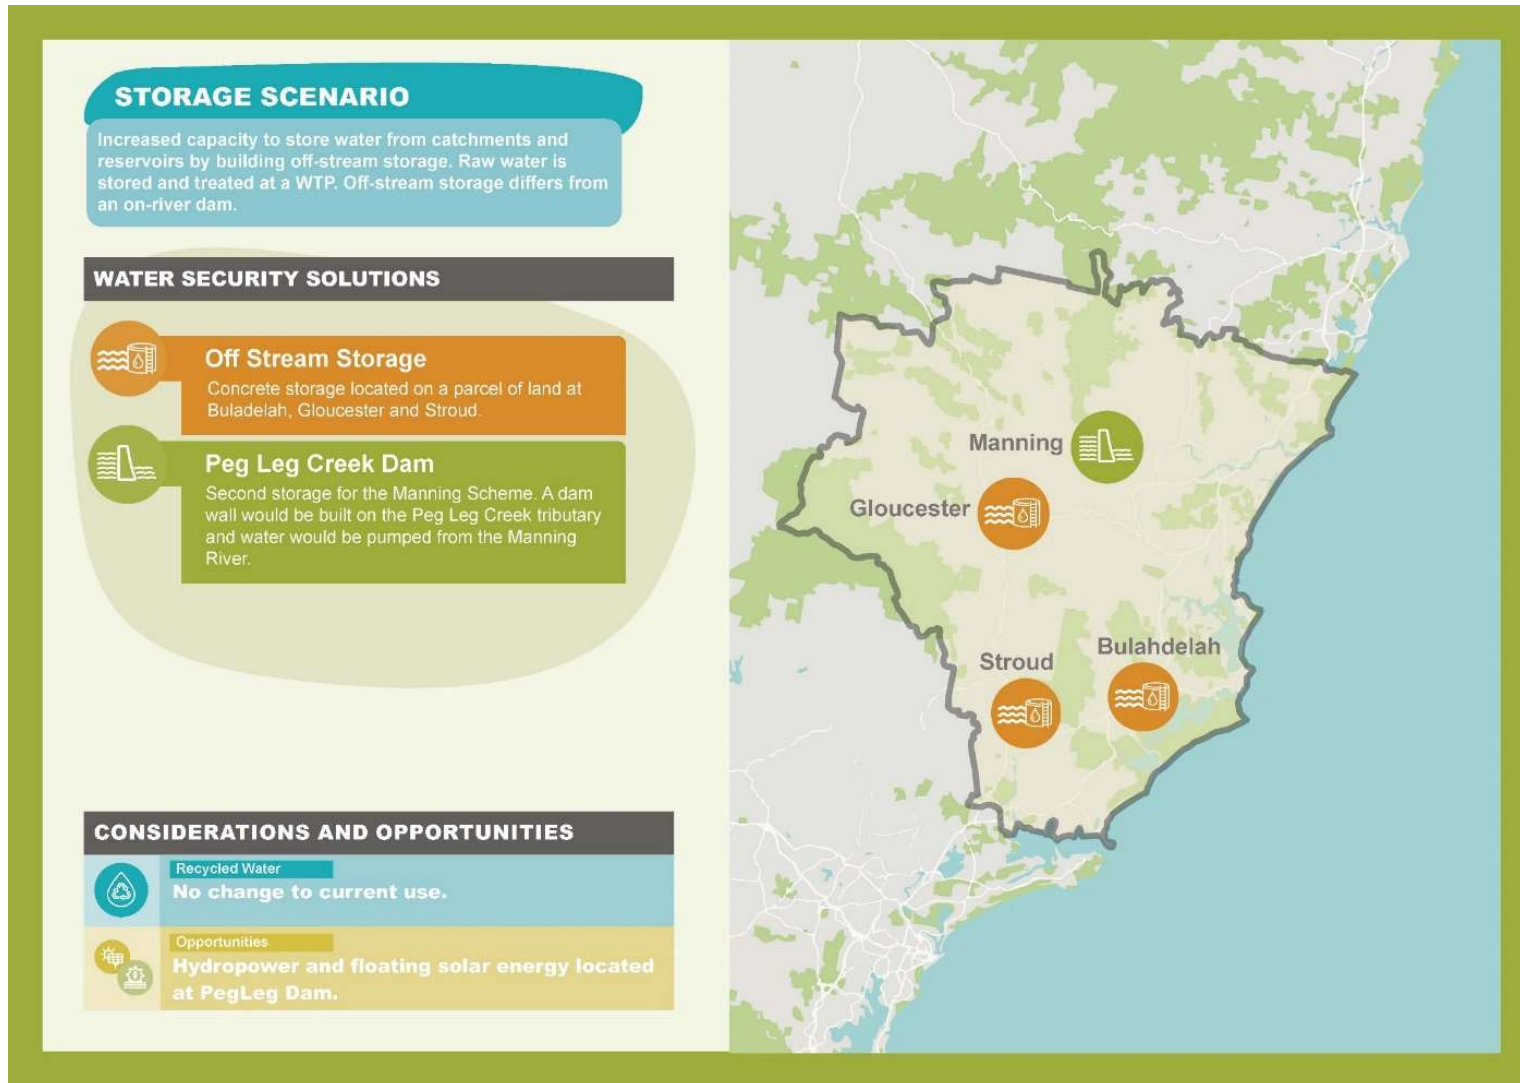 STORAGE SCENARIO
Increased capacity to store water from catchments and
reservoirs by building off-stream storage. Raw water is
stored and treated at a WTP. Off-stream storage differs from
an on-river dam.
WATER SECURITY SOLUTIONS
Off Stream Storage
Concrete storage located on a parcel of land at
Buladelah, Gloucester and Stroud.
Peg Leg Creek Dam
Second storage for the Manning Scheme. A dam
wall would be built on the Peg Leg Creek tributary
and water would be pumped from the Manning
River.
CONSIDERATIONS AND OPPORTUNITIES
Recycled Water
No change to current use.
Opportunities
Hydropower and floating solar energy located
at PegLeg Dam.
Manning
Gloucester
Stroud
Bulahdelah